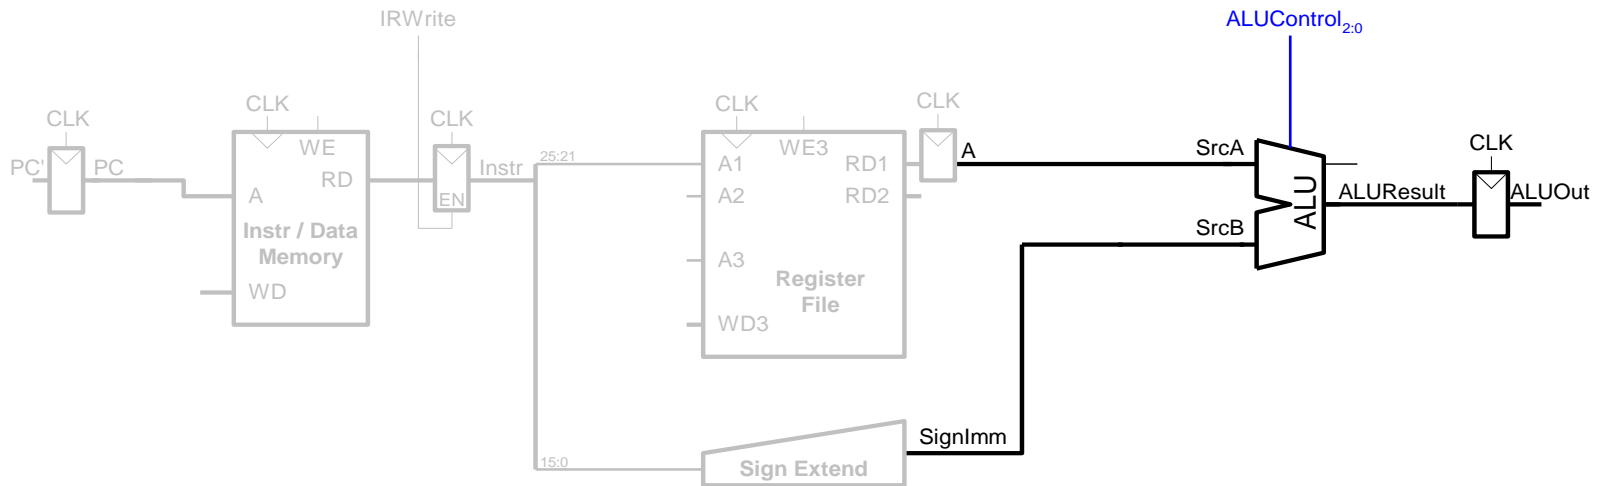 IRWrite
ALUControl2:0
CLK
CLK
CLK
CLK
CLK
CLK
PC'
PC
WE
RD
A
EN
Instr / Data
Memory
WD
Instr
25:21
A1
WE3
RD1
A2
RD2
A3
Register
File
WD3
A
SrcA
SrcB
ALU
ALUResult
ALUOut
SignImm
15:0
Sign Extend